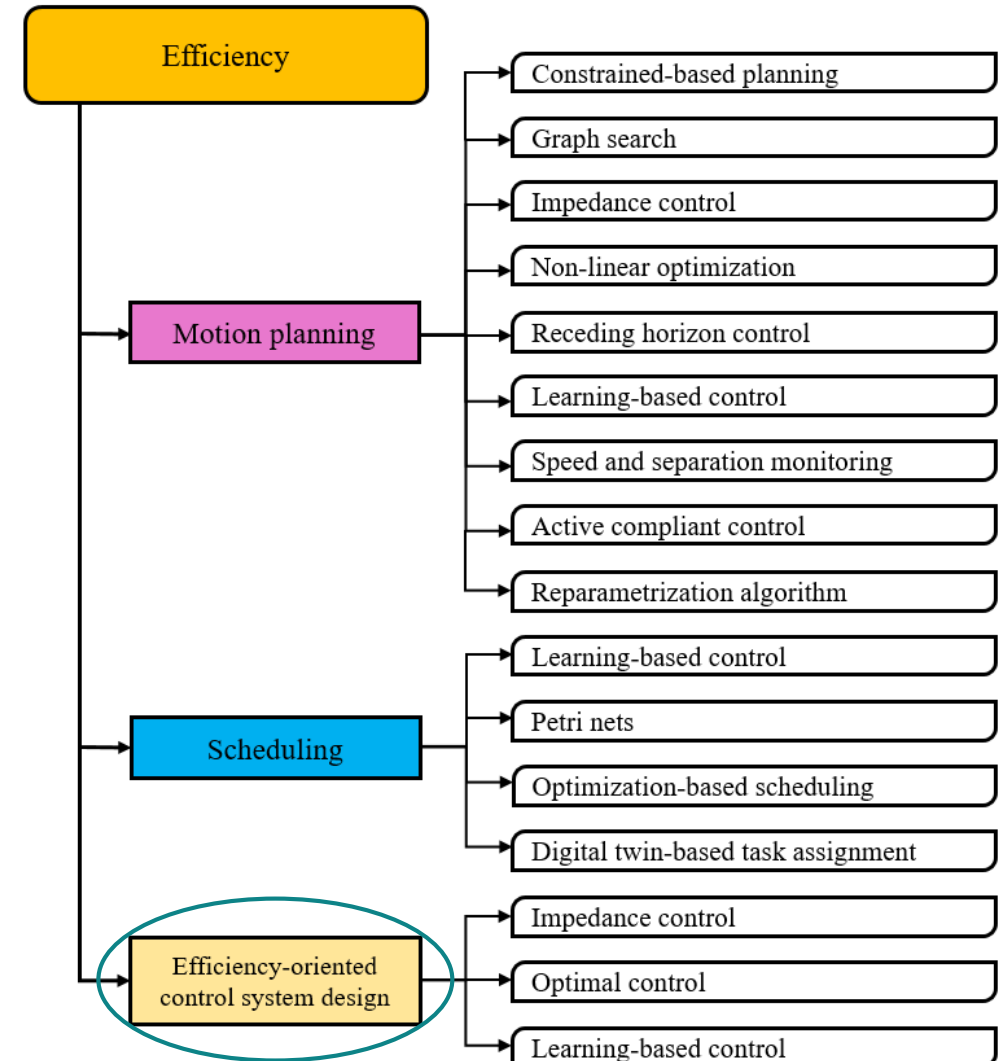 Efficiency
Constrained-based planning
Graph search
Impedance control
Non-linear optimization
Motion planning
Receding horizon control
Learning-based control
Speed and separation monitoring
Active compliant control
Reparametrization algorithm
Learning-based control
Petri nets
Scheduling
Optimization-based scheduling
Digital twin-based task assignment
Impedance control
Efficiency-oriented
control system design
Optimal control
Learning-based control